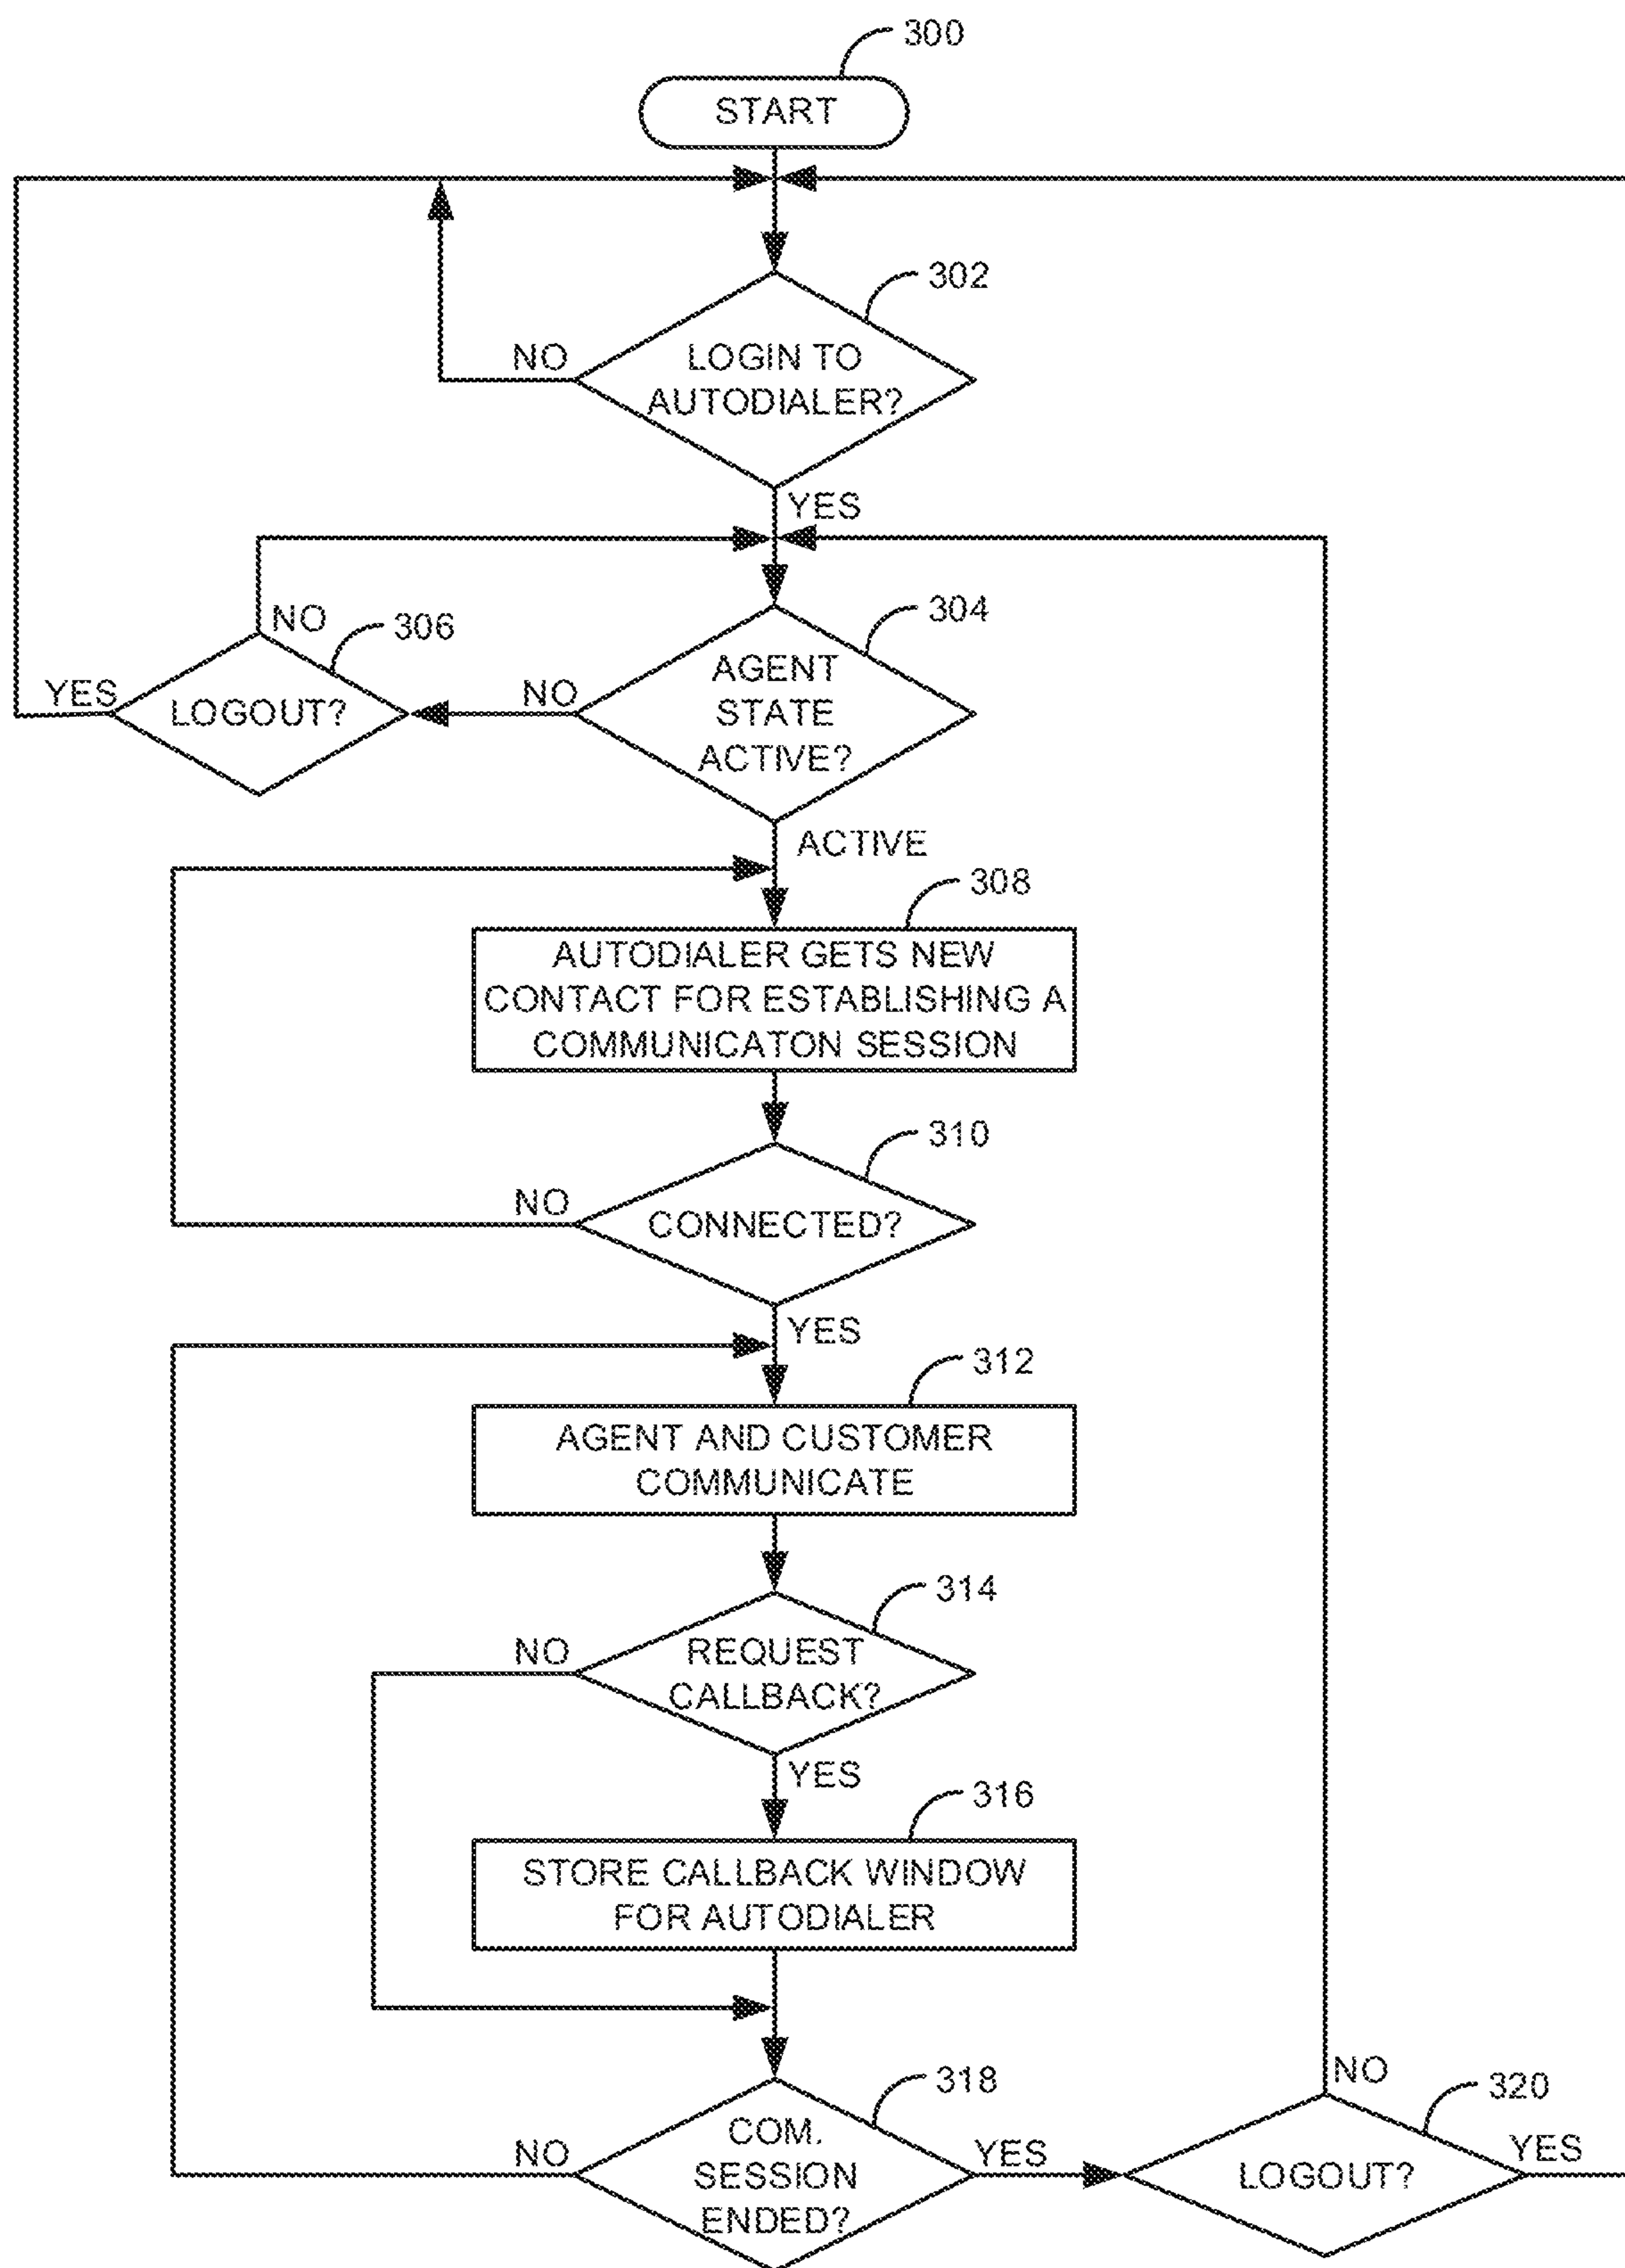 300
START
302
NO
LOGIN TO
AUTODIALER?
YES
304
NO
306
YES
LOGOUT?
NO
AGENT
STATE
ACTIVE?
ACTIVE
308
AUTODIALER GETS NEW
CONTACT FOR ESTABLISHING A
COMMUNICATON SESSION
310
NO
CONNECTED?
YES
312
AGENT AND CUSTOMER
COMMUNICATE
314
NO
REQUEST
CALLBACK?
YES
316
STORE CALLBACK WINDOW
FOR AUTODIALER
318
NO
COM.
SESSION
ENDED?
YES
NO
320
LOGOUT?
YES